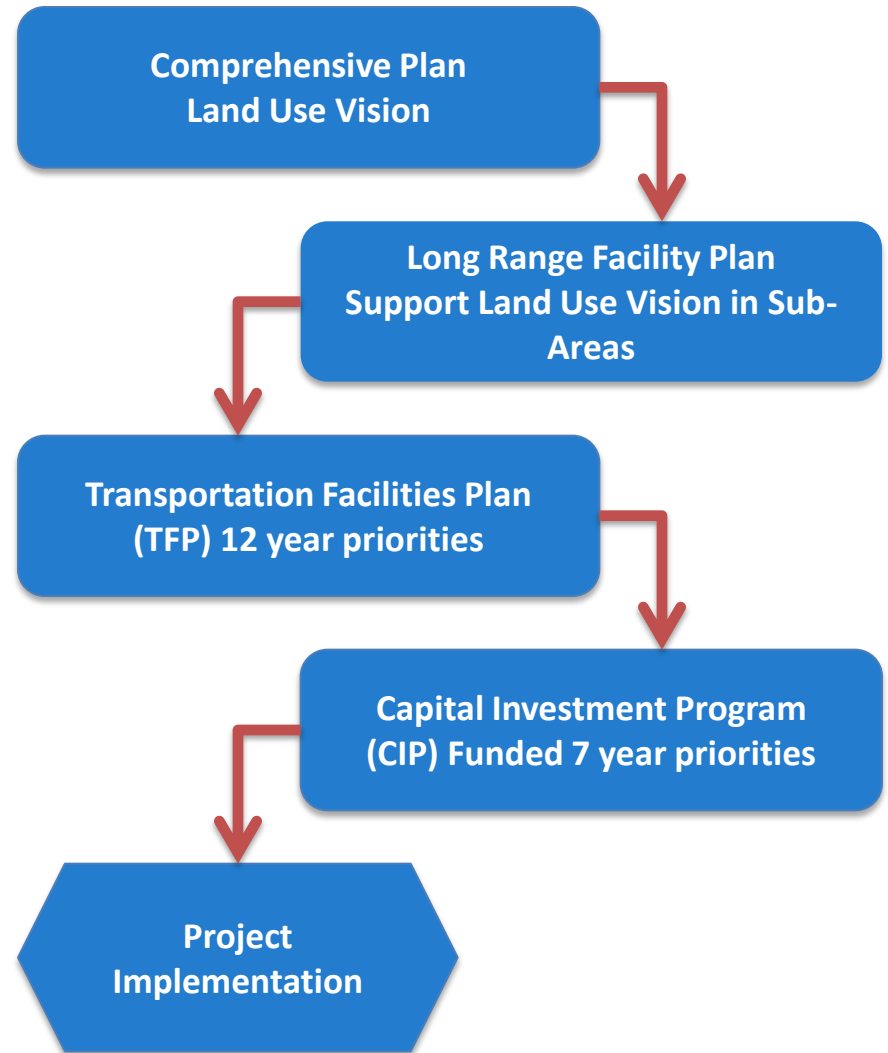 Comprehensive Plan
Land Use Vision
Long Range Facility Plan
Support Land Use Vision in Sub-
Areas
Transportation Facilities Plan
(TFP) 12 year priorities
Capital Investment Program
(CIP) Funded 7 year priorities
Project
Implementation